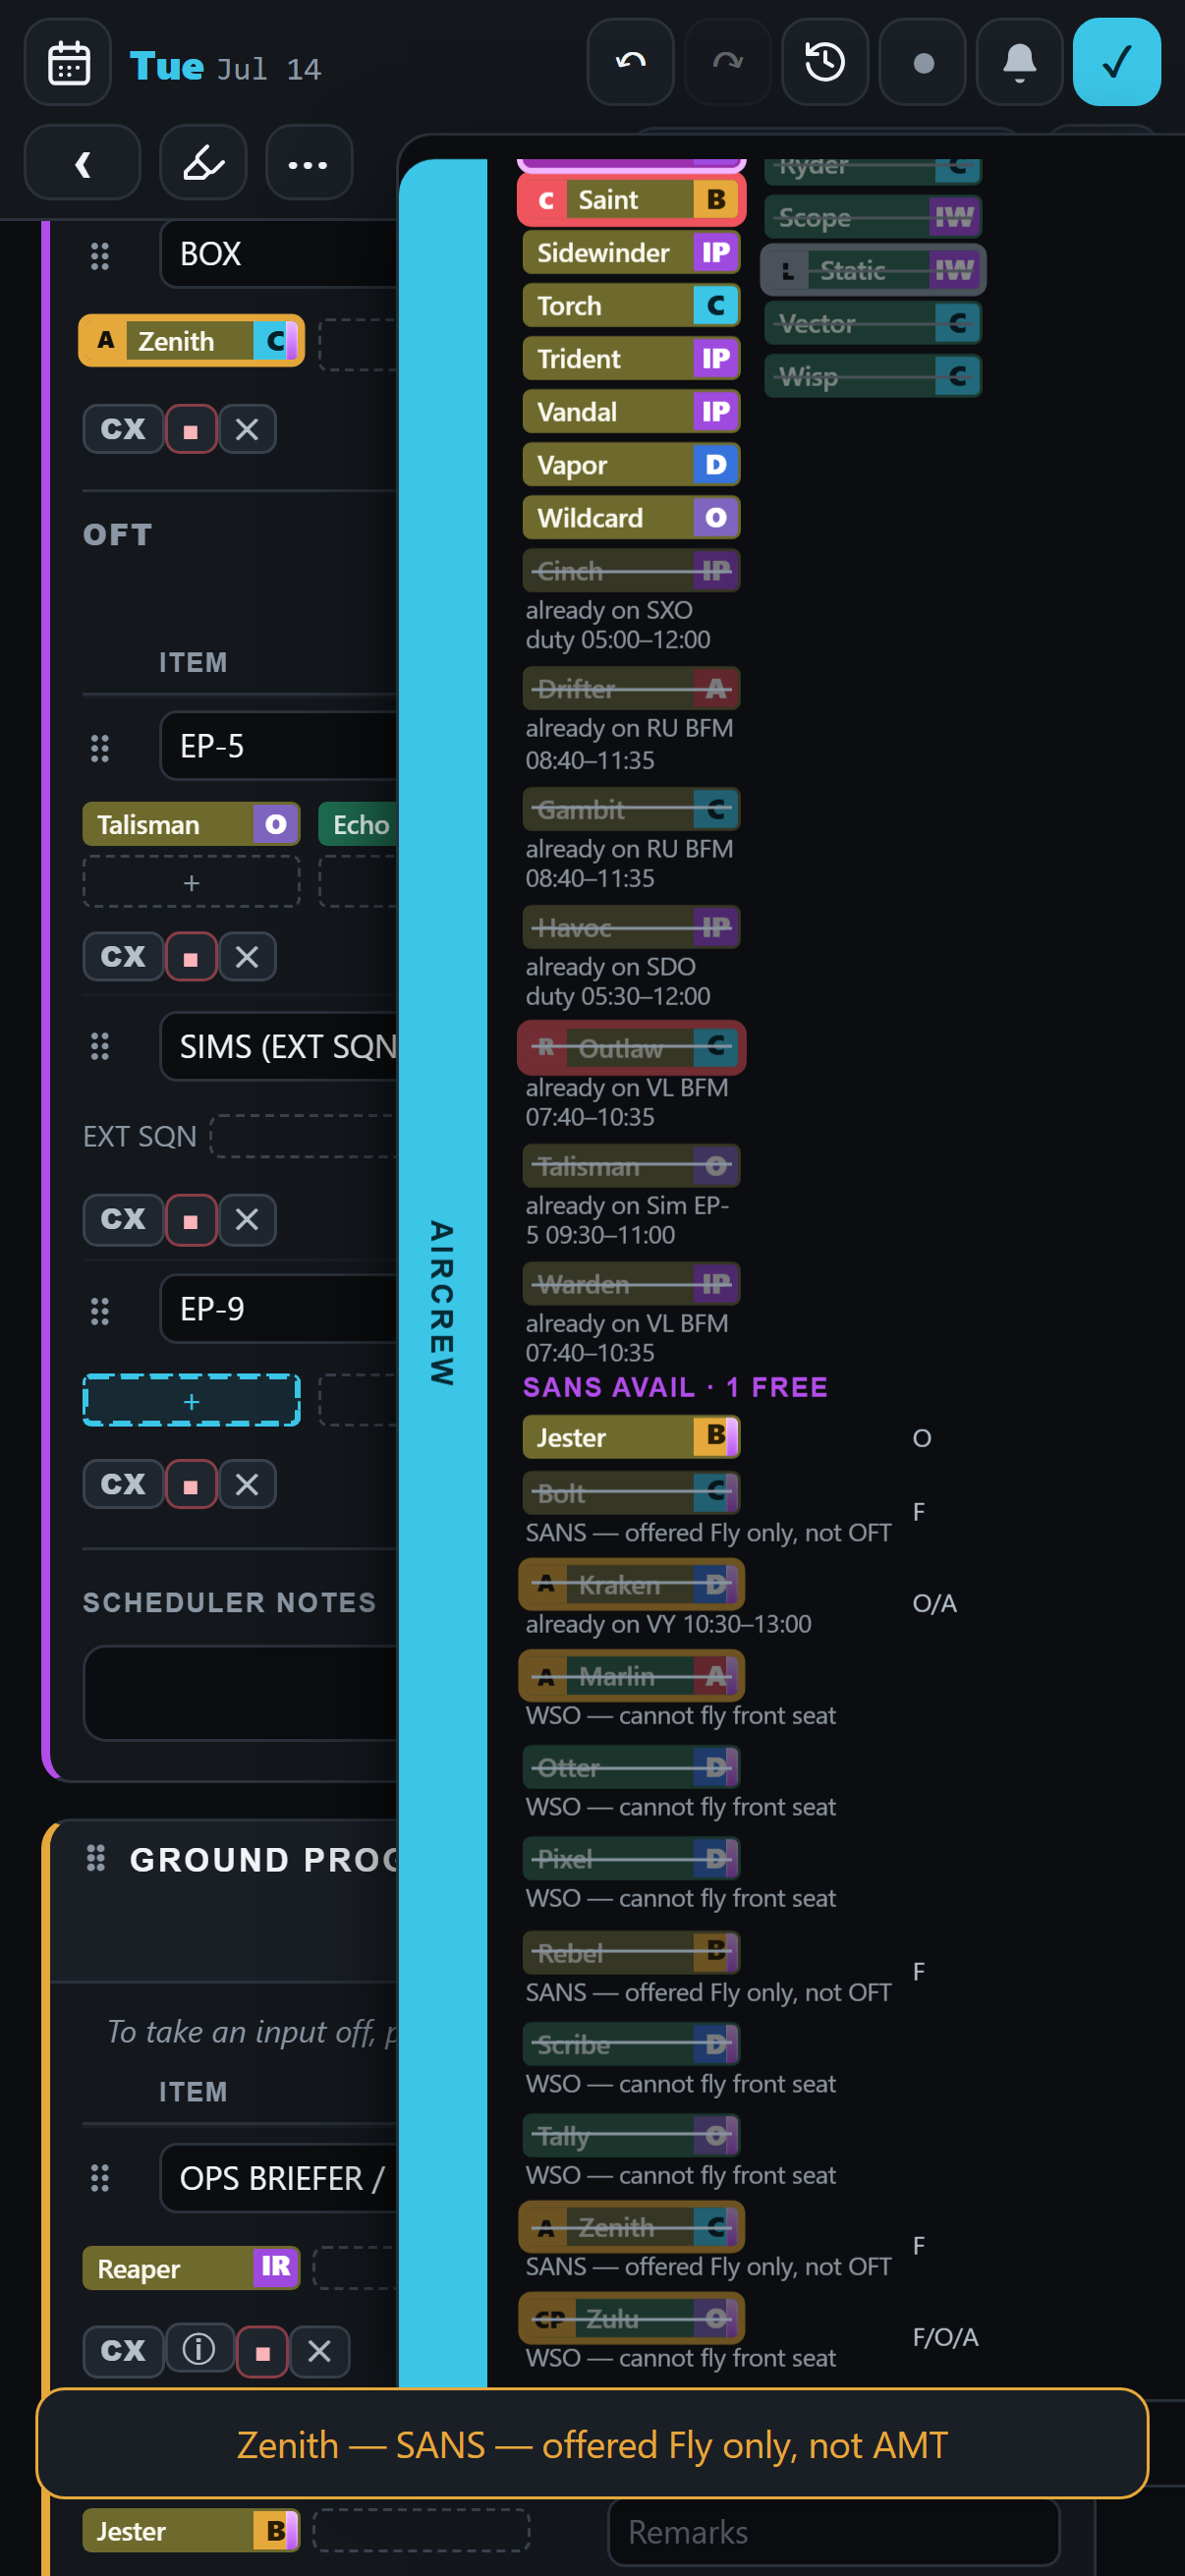 Tue Jul 14
BOX
A Zenith C
CX
OFT
ITEM
EP-5
Talisman O
Echo
+
CX
SIMS (EXT SQN
EXT SQN
CX
EP-9
+
CX
SCHEDULER NOTES
GROUND PROG
To take an input off, p
ITEM
OPS BRIEFER /
Reaper IR
CX
Jester B
Remarks
AIRCREW
C Saint B
Sidewinder IP
Torch C
Trident IP
Vandal IP
Vapor D
Wildcard O
Cinch IP
already on SXO
duty 05:00–12:00
Drifter A
already on RU BFM
08:40–11:35
Gambit C
already on RU BFM
08:40–11:35
Havoc IP
already on SDO
duty 05:30–12:00
R Outlaw C
already on VL BFM
07:40–10:35
Talisman O
already on Sim EP-
5 09:30–11:00
Warden IP
already on VL BFM
07:40–10:35
Ryder C
Scope IW
L Static IW
Vector C
Wisp C
SANS AVAIL · 1 FREE
Jester B
O
Bolt C
F
SANS — offered Fly only, not OFT
A Kraken D
O/A
already on VY 10:30–13:00
A Marlin A
WSO — cannot fly front seat
Otter D
WSO — cannot fly front seat
Pixel D
WSO — cannot fly front seat
Rebel B
F
SANS — offered Fly only, not OFT
Scribe D
WSO — cannot fly front seat
Tally O
WSO — cannot fly front seat
A Zenith C
F
SANS — offered Fly only, not OFT
CP Zulu O
F/O/A
WSO — cannot fly front seat
Zenith — SANS — offered Fly only, not AMT